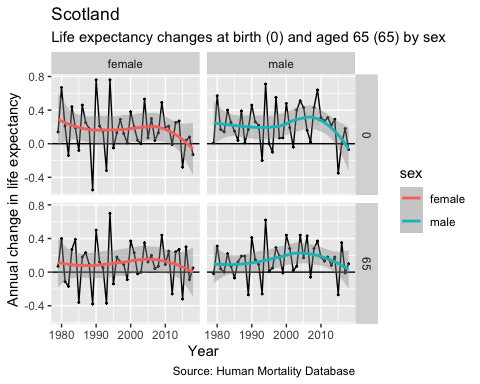 Scotland
Life expectancy changes at birth (0) and aged 65 (65) by sex
female
male
0.8
0.4
0.0
-0.4
0
0.8
0.4
0.0
-0.4
65
1980
1990
2000
2010
1980
1990
2000
2010
Annual change in life expectancy
Year
sex
female
male
Source: Human Mortality Database